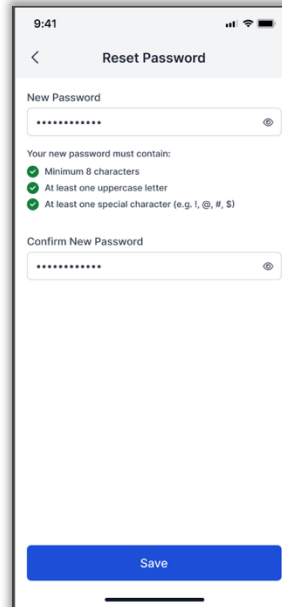 9:41
Reset Password
New Password
••••••••••••
Your new password must contain:
Minimum 8 characters
At least one uppercase letter
At least one special character (e.g. !, @, #, $)
Confirm New Password
••••••••••••
Save